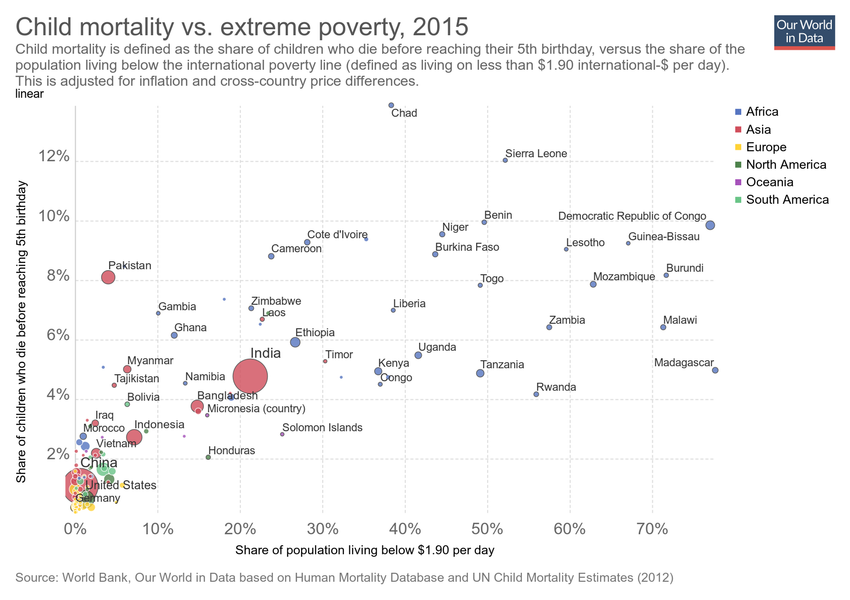 Child mortality vs. extreme poverty, 2015
Our World
in Data
Child mortality is defined as the share of children who die before reaching their 5th birthday, versus the share of the
population living below the international poverty line (defined as living on less than $1.90 international-$ per day).
This is adjusted for inflation and cross-country price differences.
linear
Africa
Asia
Europe
North America
Oceania
South America
Share of children who die before reaching 5th birthday
Chad
12%
Sierra Leone
10%
Benin
Democratic Republic of Congo
Niger
Cote d'Ivoire
Guinea-Bissau
Cameroon
Burkina Faso
Lesotho
8%
Pakistan
Burundi
Togo
Mozambique
Gambia
Zimbabwe
Liberia
Laos
Ghana
Zambia
Malawi
6%
Ethiopia
India
Timor
Uganda
Myanmar
Kenya
Tanzania
Madagascar
Tajikistan
Namibia
Congo
4%
Bolivia
Bangladesh
Rwanda
Micronesia (country)
Iraq
Morocco
Indonesia
Solomon Islands
Vietnam
Honduras
2%
China
United States
Germany
0%
10%
20%
30%
40%
50%
60%
70%
Share of population living below $1.90 per day
Source: World Bank, Our World in Data based on Human Mortality Database and UN Child Mortality Estimates (2012)